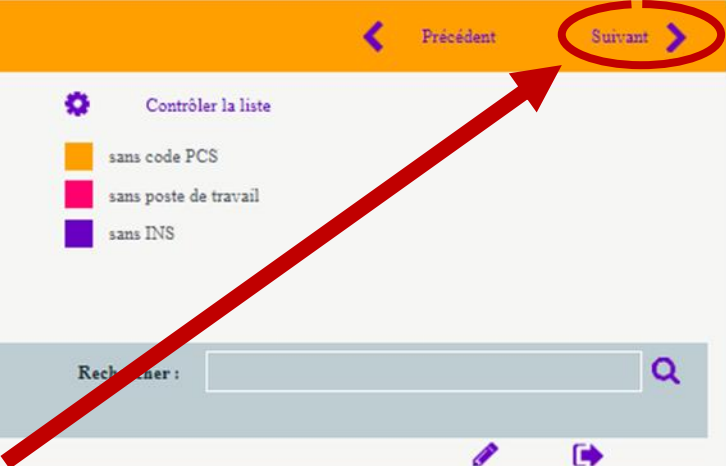 Précédent Suivant
Contrôler la liste
sans code PCS
sans poste de travail
sans INS
Rechercher :